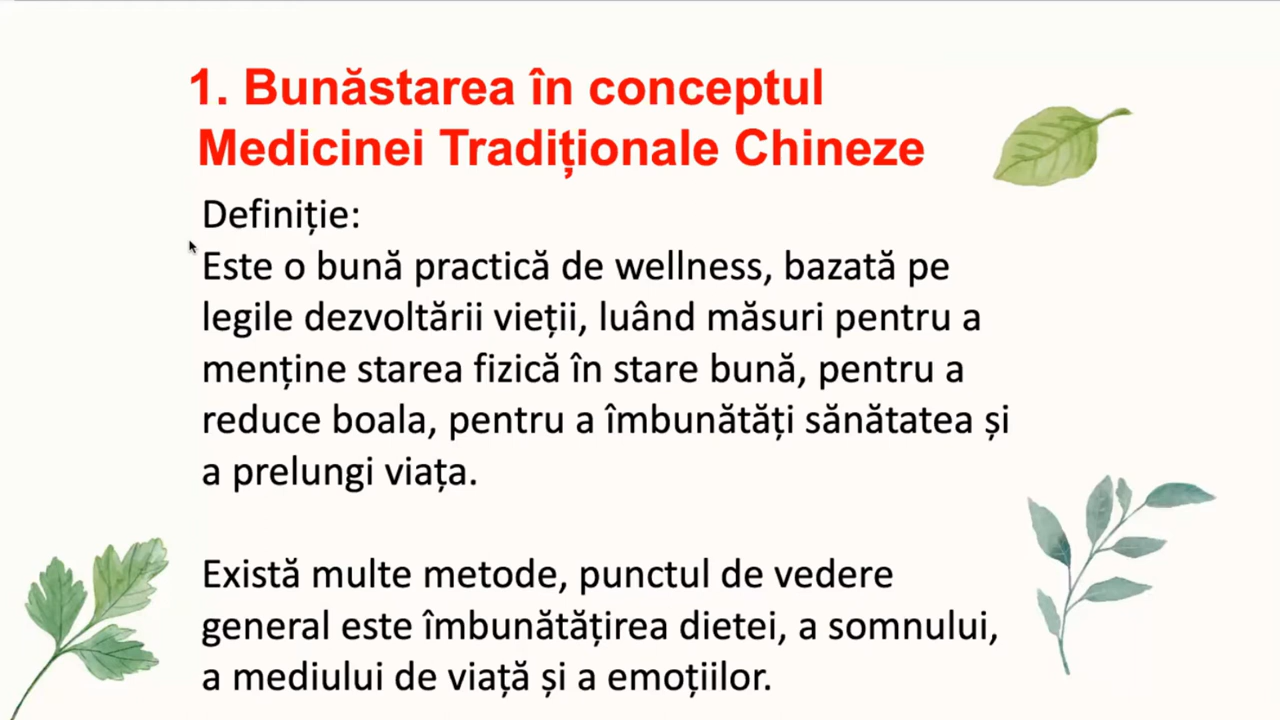 1. Bunăstarea în conceptul
Medicinei Tradiționale Chineze
Definiție:
Este o bună practică de wellness, bazată pe
legile dezvoltării vieții, luând măsuri pentru a
menține starea fizică în stare bună, pentru a
reduce boala, pentru a îmbunătăți sănătatea și
a prelungi viața.
Există multe metode, punctul de vedere
general este îmbunătățirea dietei, a somnului,
a mediului de viață și a emoțiilor.